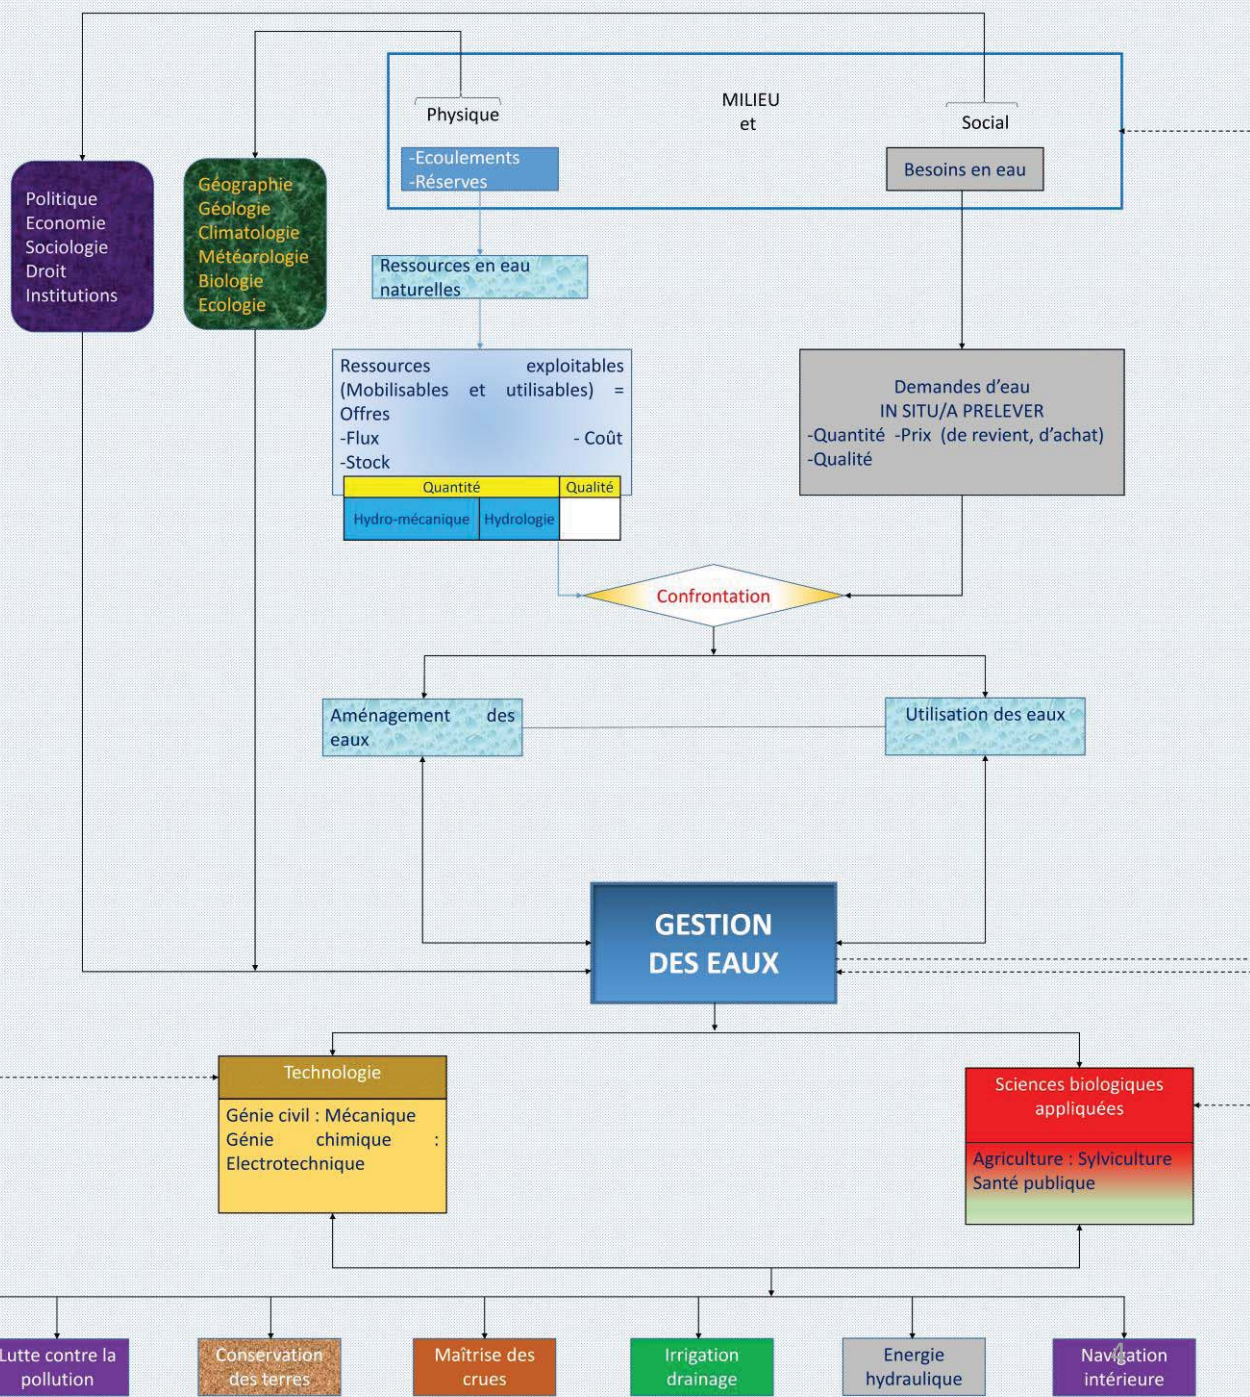 MILIEU
et
Physique
Social
-Ecoulements
-Réserves
Besoins en eau
Politique
Economie
Sociologie
Droit
Institutions
Géographie
Géologie
Climatologie
Météorologie
Biologie
Ecologie
Ressources en eau
naturelles
Ressources exploitables
(Mobilisables et utilisables) =
Offres
-Flux - Coût
-Stock
Quantité Qualité
Hydro-mécanique Hydrologie
Demandes d'eau
IN SITU/A PRELEVER
-Quantité -Prix (de revient, d'achat)
-Qualité
Confrontation
Aménagement des
eaux
Utilisation des eaux
GESTION
DES EAUX
Technologie
Génie civil : Mécanique
Génie chimique :
Electrotechnique
Sciences biologiques
appliquées
Agriculture : Sylviculture
Santé publique
Lutte contre la
pollution
Conservation
des terres
Maîtrise des
crues
Irrigation
drainage
Energie
hydraulique
Navigation
intérieure
4